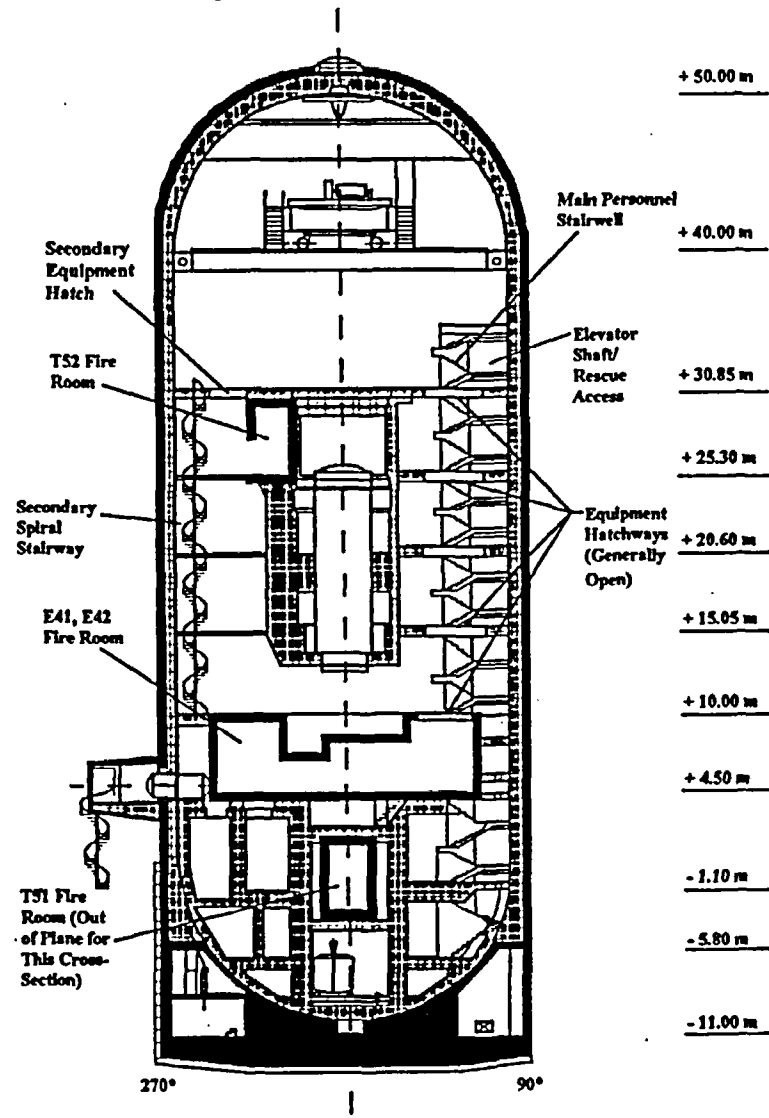 + 50.00 m
Main Personnel
Stairwell
+ 40.00 m
Secondary
Equipment
Hatch
Elevator
Shaft/
Rescue
Access
T52 Fire
Room
+ 30.85 m
+ 25.30 m
Secondary
Spiral
Stairway
Equipment
Hatchways
(Generally
Open)
+ 20.60 m
E41, E42
Fire Room
+ 15.05 m
+ 10.00 m
+ 4.50 m
T51 Fire
Room (Out
of Plane for
This Cross-
Section)
- 1.10 m
- 5.80 m
- 11.00 m
270°
90°